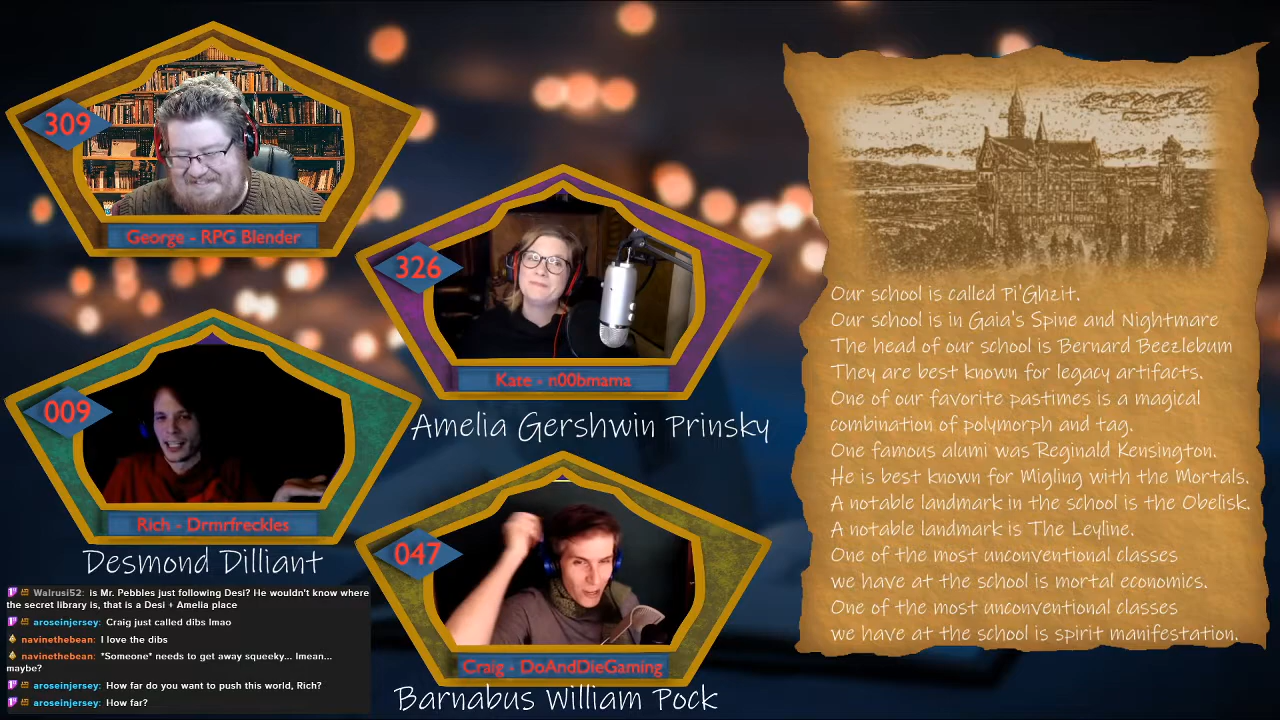 309
George - RPG Blender
326
Kate - n00bmama
Amelia Gershwin Prinsky
009
Rich - Drmrfreckles
Desmond Dilliant
047
Craig - DoAndDieGaming
Barnabus William Pock
Walrusi52: is Mr. Pebbles just following Desi? He wouldn't know where
the secret library is, that is a Desi + Amelia place
aroseinjersey: Craig just called dibs lmao
navinethebean: I love the dibs
navinethebean: *Someone* needs to get away squeeky... Imean...
maybe?
aroseinjersey: How far do you want to push this world, Rich?
aroseinjersey: How far?
Our school is called Pi'Ghzit.
Our school is in Gaia's Spine and Nightmare
The head of our school is Bernard Beezlebum
They are best known for legacy artifacts.
One of our favorite pastimes is a magical
combination of polymorph and tag.
One famous alumi was Reginald Kensington.
He is best known for Migling with the Mortals.
A notable landmark in the school is the Obelisk.
A notable landmark is The Leyline.
One of the most unconventional classes
we have at the school is mortal economics.
One of the most unconventional classes
we have at the school is spirit manifestation.